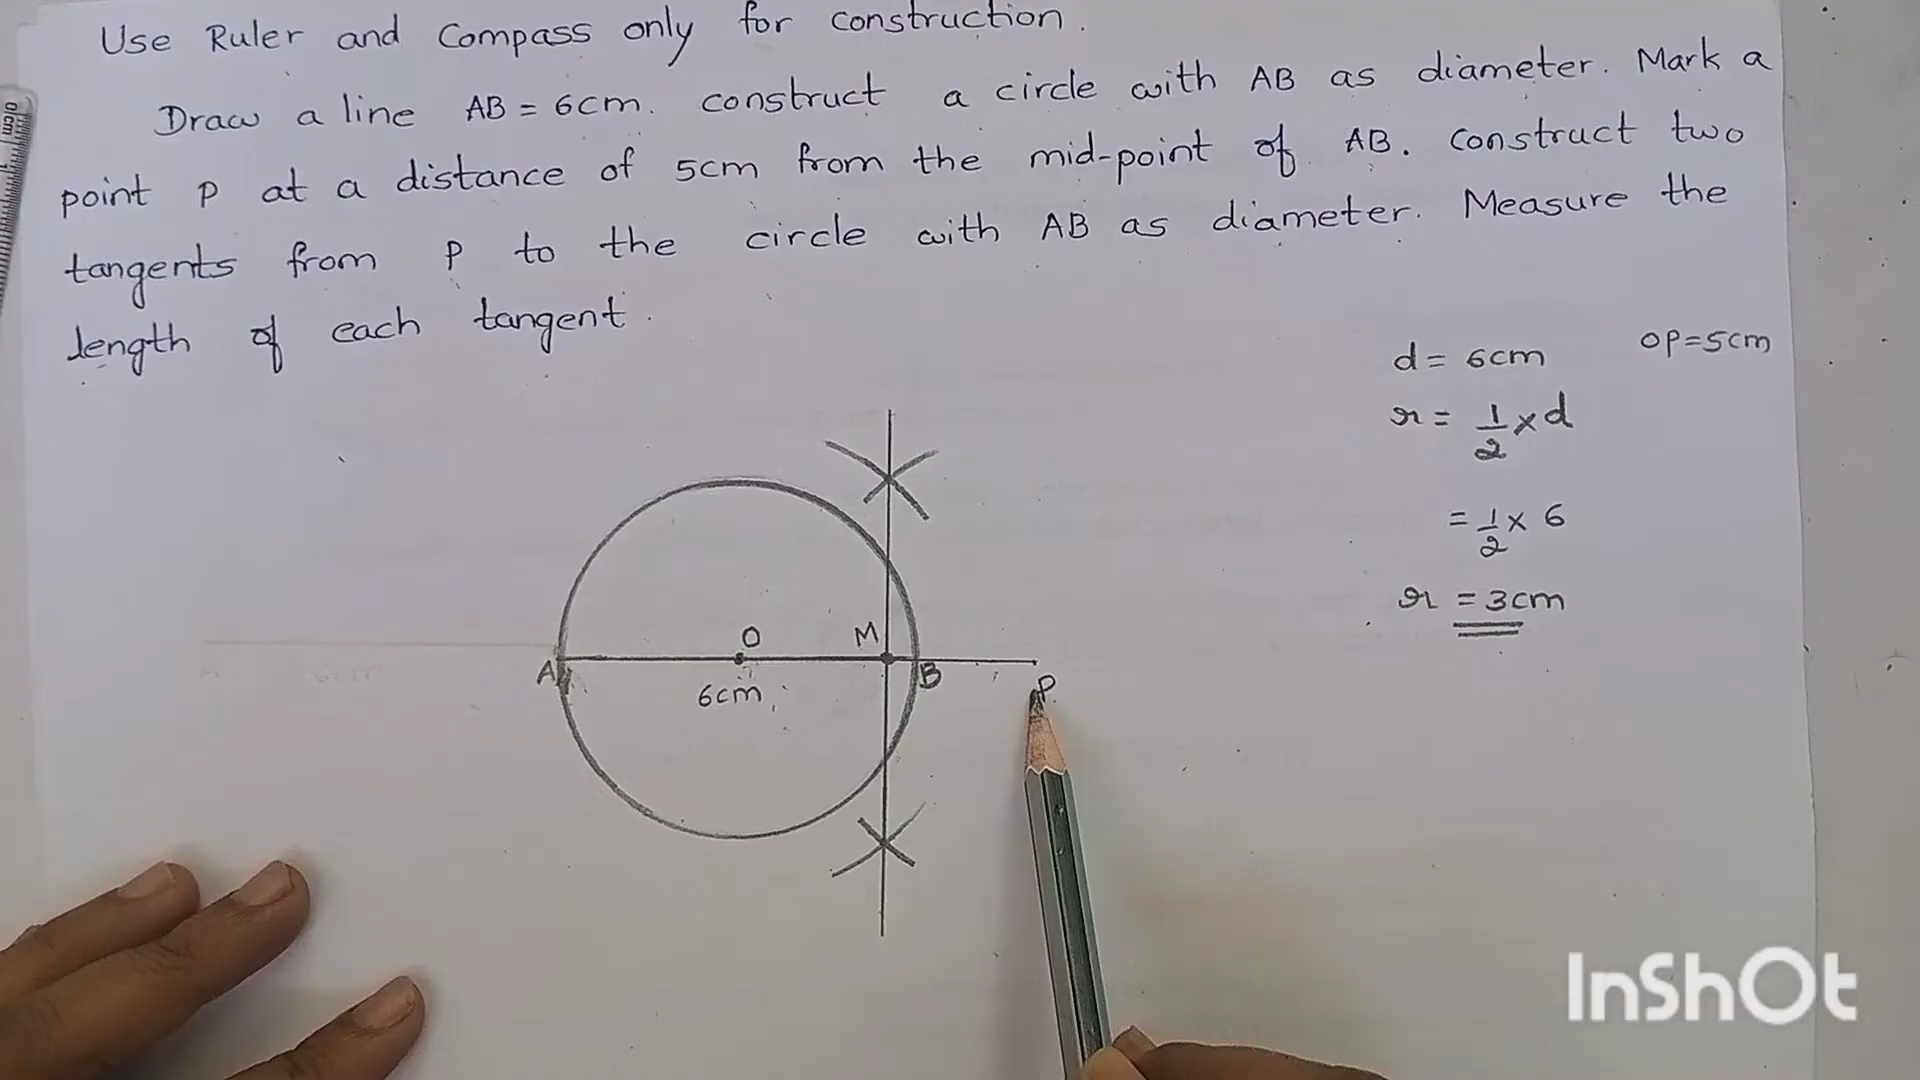 Use Ruler and Compass only for construction.
Draw a line AB = 6cm. construct a circle with AB as diameter. Mark a
point P at a distance of 5cm from the mid-point of AB. construct two
tangents from P to the circle with AB as diameter. Measure the
length of each tangent.
d = 6cm OP=5cm
r = 1/2 × d
= 1/2 × 6
r = 3cm
O M
A B
6cm P
0cm
InShOt